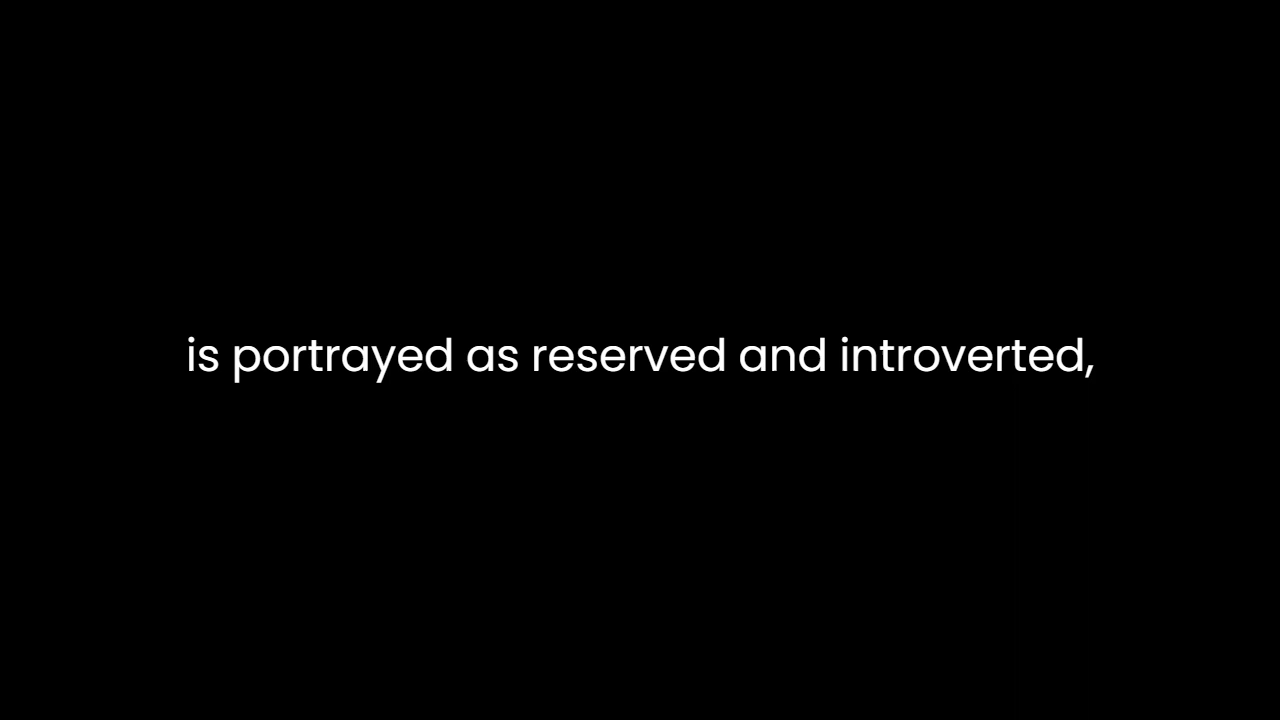 is portrayed as reserved and introverted,